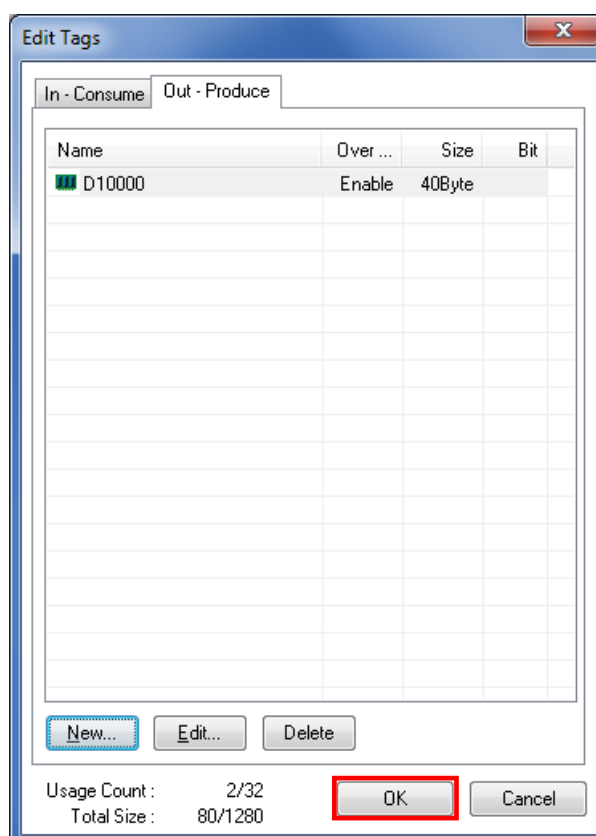 Edit Tags
x
In - Consume Out - Produce
Name Over ... Size Bit
D10000 Enable 40Byte
New... Edit... Delete
Usage Count : 2/32
Total Size : 80/1280
OK Cancel